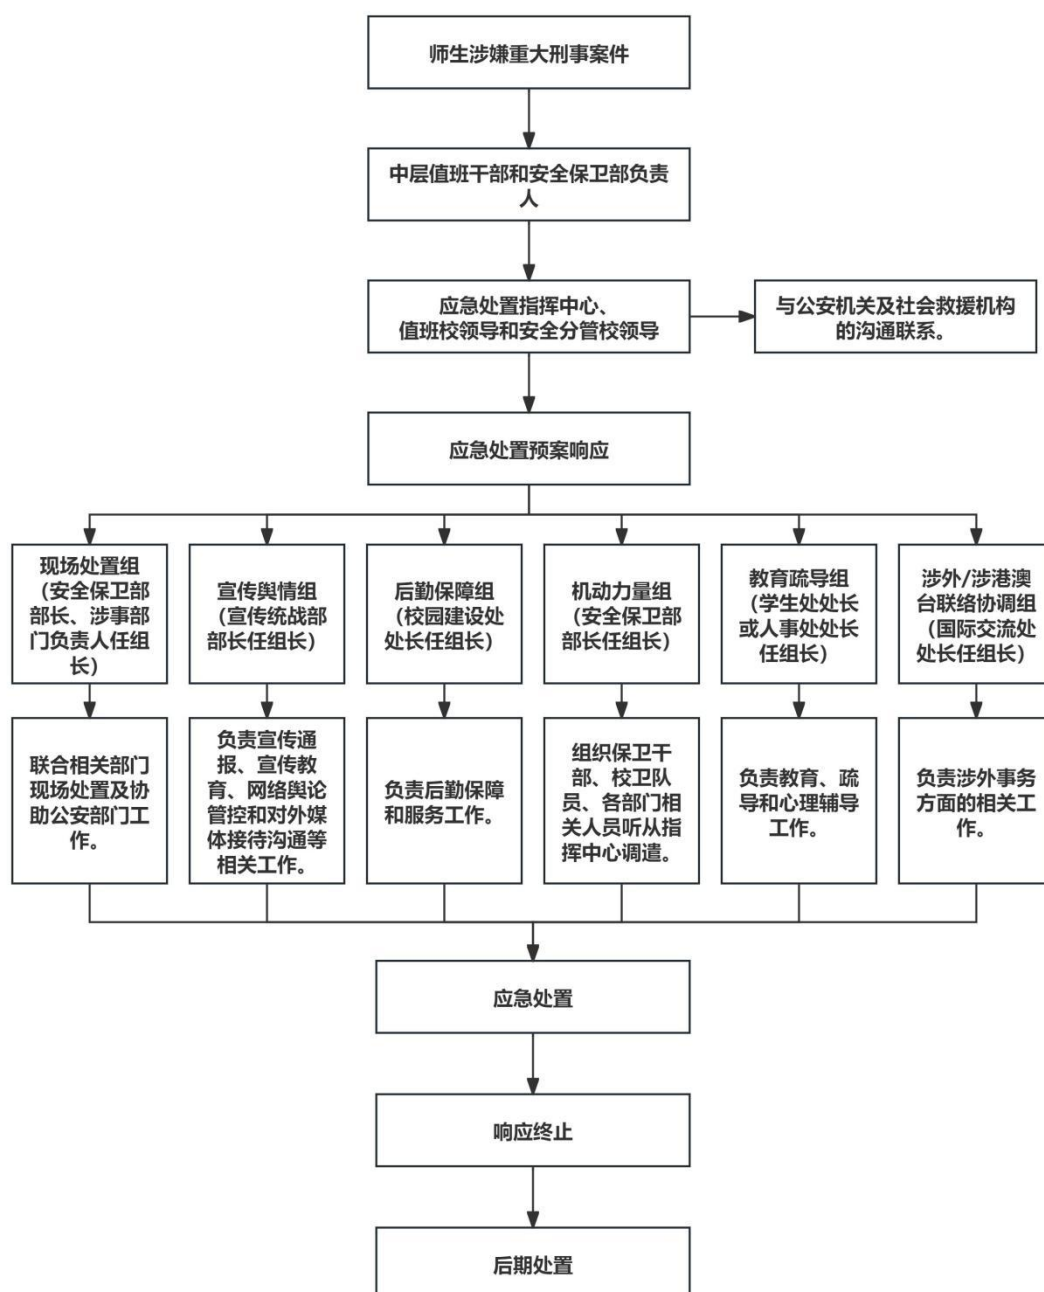 师生涉嫌重大刑事案件
中层值班干部和安全保卫部负责
人
应急处置指挥中心、
值班校领导和安全分管校领导
与公安机关及社会救援机构
的沟通联系。
应急处置预案响应
现场处置组
（安全保卫部
部长、涉事部
门负责人任组
长）
宣传舆情组
（宣传统战部
部长任组长）
后勤保障组
（校园建设处
处长任组长）
机动力量组
（安全保卫部
部长任组长）
教育疏导组
（学生处处长
或人事处处长
任组长）
涉外/涉港澳
台联络协调组
（国际交流处
处长任组长）
联合相关部门
现场处置及协
助公安部门工
作。
负责宣传通
报、宣传教
育、网络舆论
管控和对外媒
体接待沟通等
相关工作。
负责后勤保障
和服务工作。
组织保卫干
部、校卫队
员、各部门相
关人员听从指
挥中心调遣。
负责教育、疏
导和心理辅导
工作。
负责涉外事务
方面的相关工
作。
应急处置
响应终止
后期处置